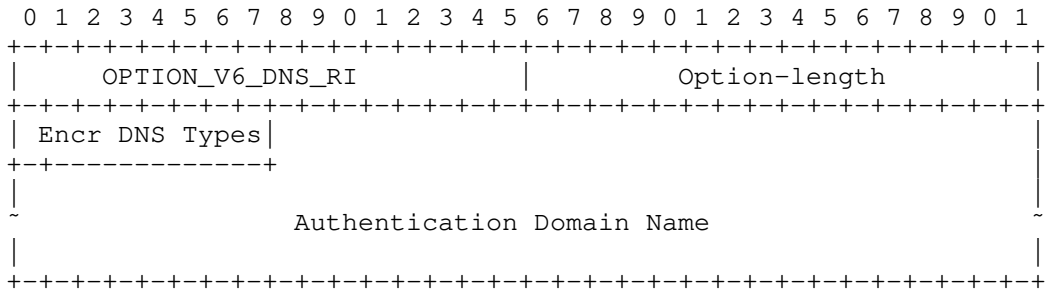 0 1 2 3 4 5 6 7 8 9 0 1 2 3 4 5 6 7 8 9 0 1 2 3 4 5 6 7 8 9 0 1
+-+-+-+-+-+-+-+-+-+-+-+-+-+-+-+-+-+-+-+-+-+-+-+-+-+-+-+-+-+-+-+-+
|     OPTION_V6_DNS_RI          |         Option-length         |
+-+-+-+-+-+-+-+-+-+-+-+-+-+-+-+-+-+-+-+-+-+-+-+-+-+-+-+-+-+-+-+-+
| Encr DNS Types|                                               |
+-+-------------+                                               |
|                                                               |
~                 Authentication Domain Name                    ~
|                                                               |
+-+-+-+-+-+-+-+-+-+-+-+-+-+-+-+-+-+-+-+-+-+-+-+-+-+-+-+-+-+-+-+-+